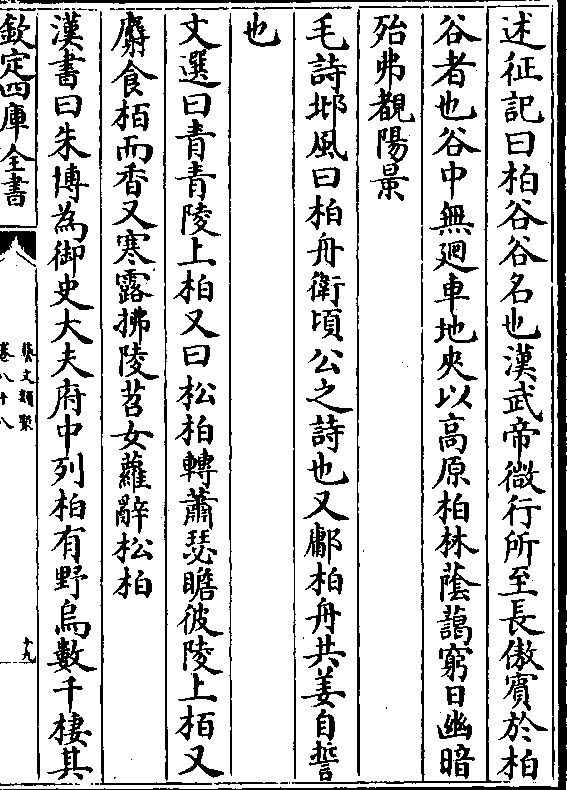 述征記曰柏谷谷名也漢武帝微行所至長傲賓於柏
谷者也谷中無廻車地夾以高原柏林蔭藹窮日幽暗
殆弗覩陽景
毛詩邶風曰柏舟衛頃公之詩也又鄘柏舟共姜自誓
也
文選曰青青陵上柏又曰松柏轉蕭瑟瞻彼陵上栢又
麝食栢而香又寒露拂陵苕女蘿辭松柏
漢書曰朱博為御史大夫府中列柏有野烏數千棲其
欽定四庫全書
藝文類聚
卷八十八
十九